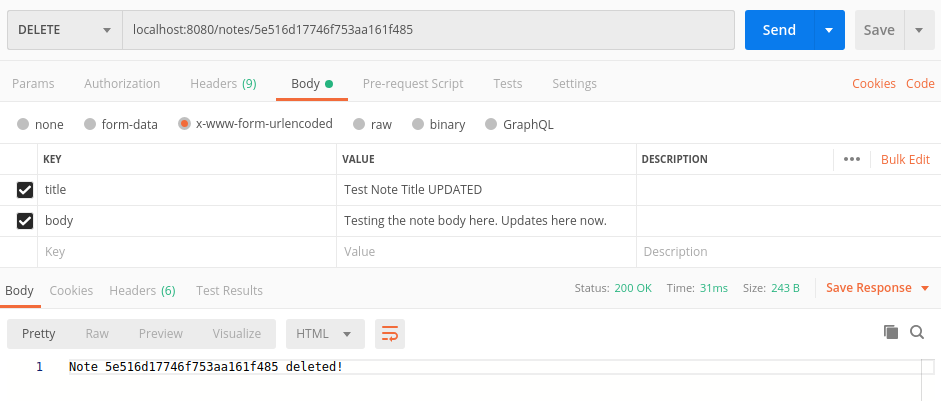 DELETE localhost:8080/notes/5e516d17746f753aa161f485 Send Save
Params Authorization Headers (9) Body Pre-request Script Tests Settings Cookies Code
none form-data x-www-form-urlencoded raw binary GraphQL
KEY VALUE DESCRIPTION ••• Bulk Edit
title Test Note Title UPDATED
body Testing the note body here. Updates here now.
Key Value Description
Body Cookies Headers (6) Test Results Status: 200 OK Time: 31ms Size: 243 B Save Response
Pretty Raw Preview Visualize HTML
1 Note 5e516d17746f753aa161f485 deleted!